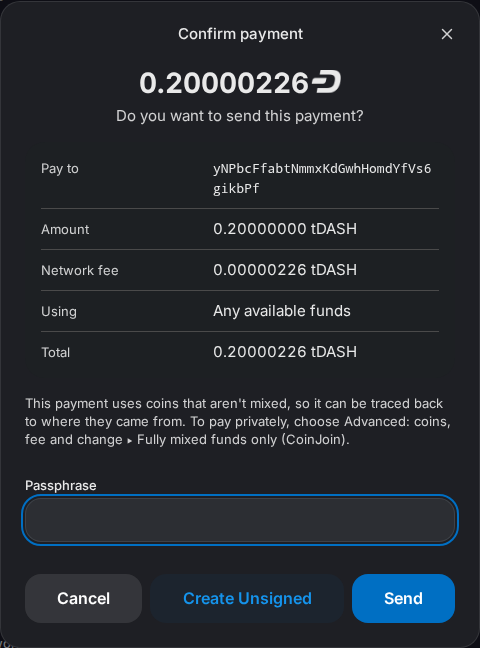 Confirm payment
0.20000226
Do you want to send this payment?
Pay to yNPbcFfabtNmmxKdGwhHomdYfVs6
gikbPf
Amount 0.20000000 tDASH
Network fee 0.00000226 tDASH
Using Any available funds
Total 0.20000226 tDASH
This payment uses coins that aren't mixed, so it can be traced back
to where they came from. To pay privately, choose Advanced: coins,
fee and change ▸ Fully mixed funds only (CoinJoin).
Passphrase
Cancel Create Unsigned Send